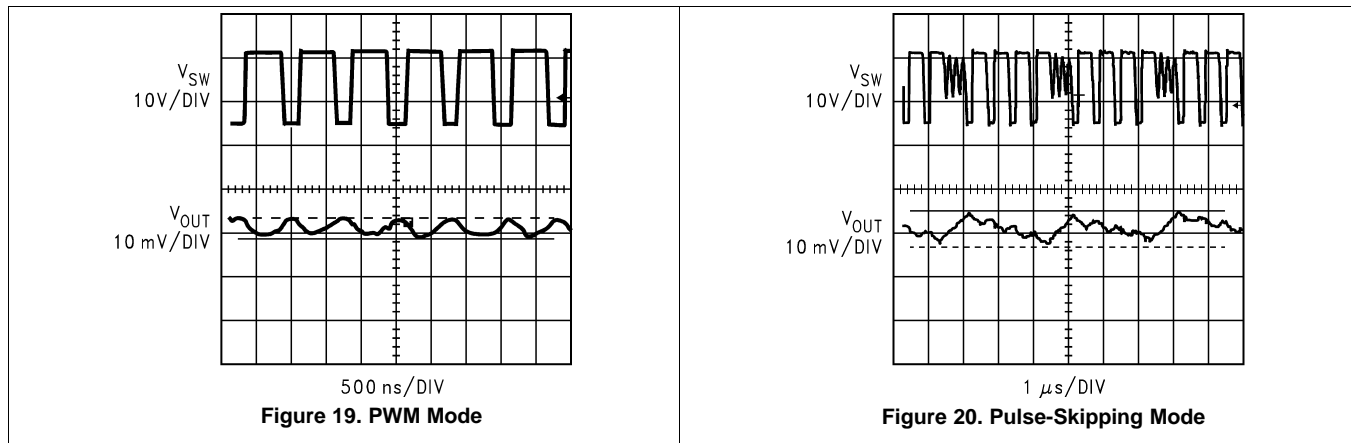 V_SW
10V/DIV
V_OUT
10 mV/DIV
500 ns/DIV
Figure 19. PWM Mode
V_SW
10V/DIV
V_OUT
10 mV/DIV
1 μs/DIV
Figure 20. Pulse-Skipping Mode